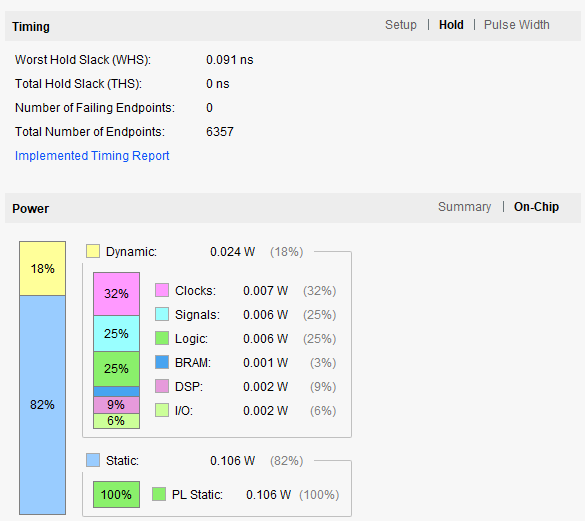 Timing Setup | Hold | Pulse Width
Worst Hold Slack (WHS): 0.091 ns
Total Hold Slack (THS): 0 ns
Number of Failing Endpoints: 0
Total Number of Endpoints: 6357
Implemented Timing Report
Power Summary | On-Chip
18%
82%
Dynamic: 0.024 W (18%)
32%
25%
25%
9%
6%
Clocks: 0.007 W (32%)
Signals: 0.006 W (25%)
Logic: 0.006 W (25%)
BRAM: 0.001 W (3%)
DSP: 0.002 W (9%)
I/O: 0.002 W (6%)
Static: 0.106 W (82%)
100%
PL Static: 0.106 W (100%)